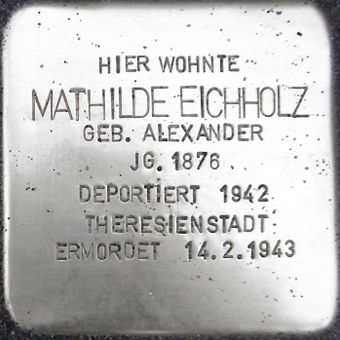 HIER WOHNTE
MATHILDE EICHHOLZ
GEB. ALEXANDER
JG. 1876
DEPORTIERT 1942
THERESIENSTADT
ERMORDET 14.2.1943